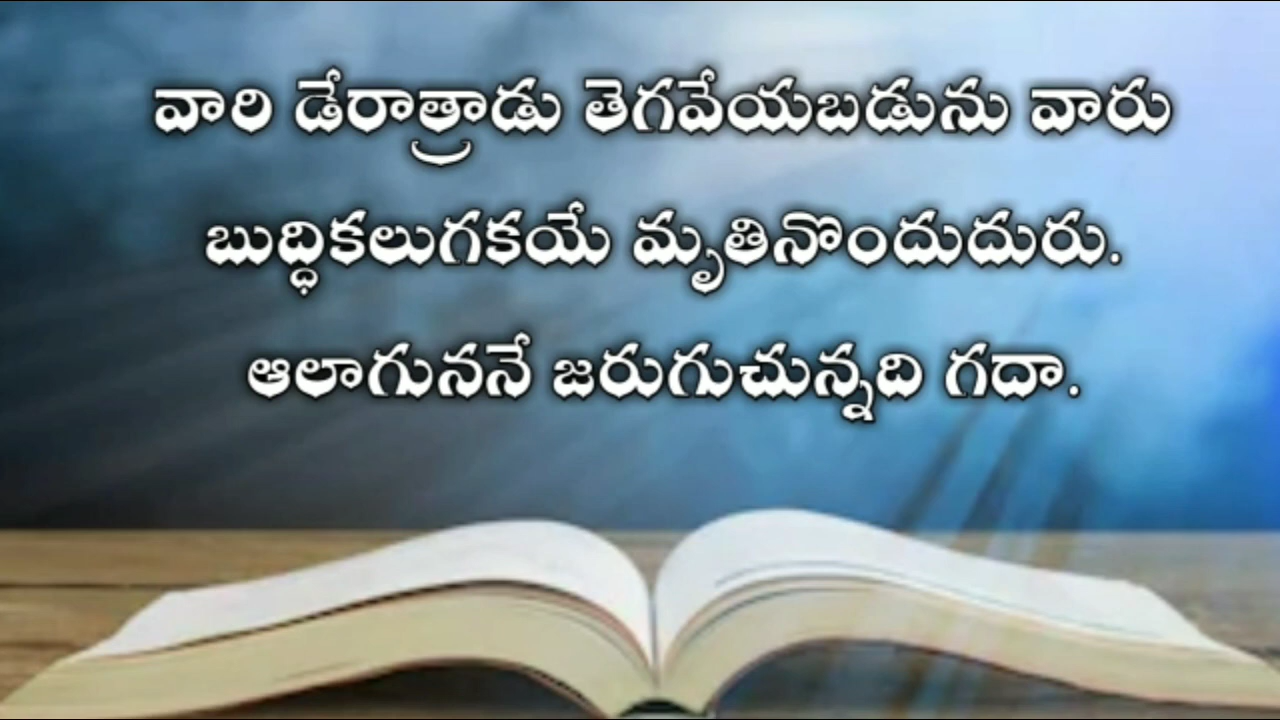 వారి డేరాత్రాడు తెగవేయబడును వారు
బుద్ధికలుగకయే మృతినొందుదురు.
ఆలాగుననే జరుగుచున్నది గదా.